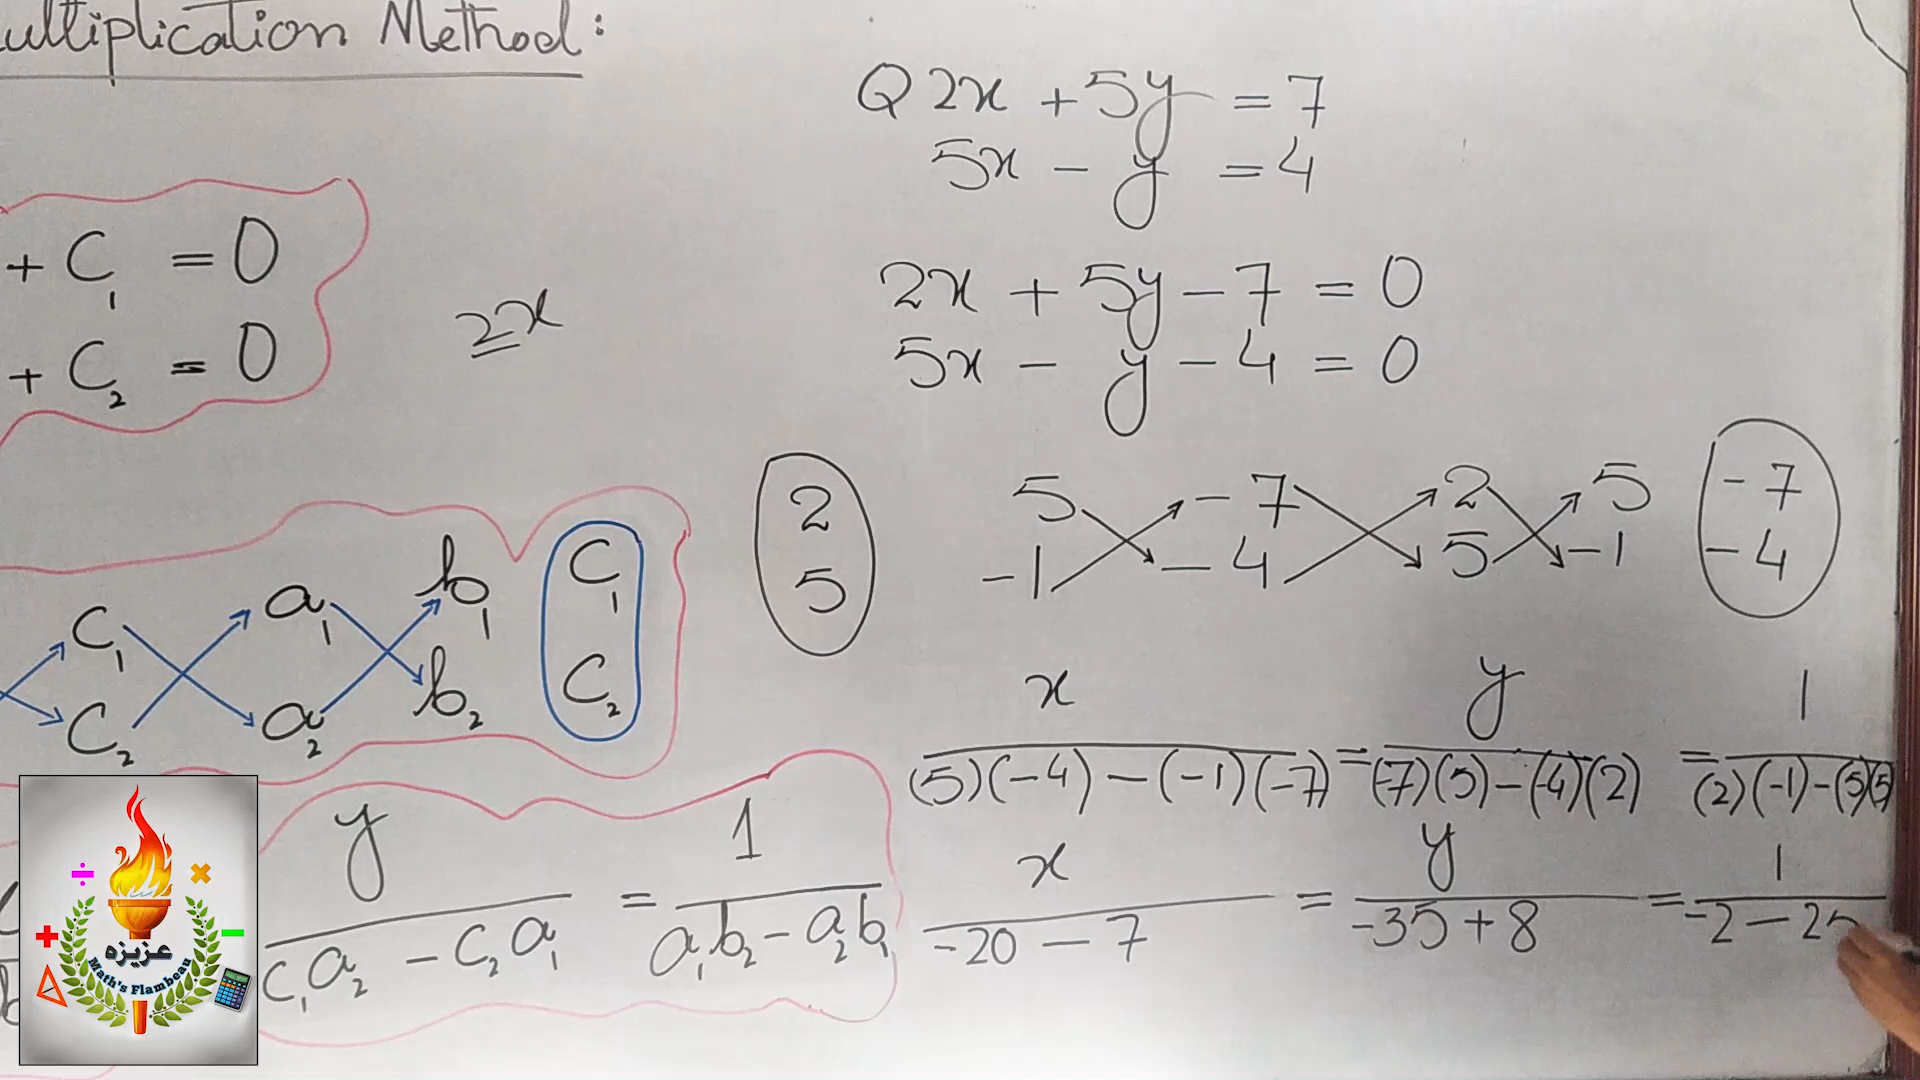 ultiplication Method:
+ C₁ = 0
+ C₂ = 0
2x
C₁ a₁ b₁ C₁
C₂ a₂ b₂ C₂
y 1
= 
c₁a₂ - c₂a₁ a₁b₂ - a₂b₁
Q 2x + 5y = 7
5x - y = 4
2x + 5y - 7 = 0
5x - y - 4 = 0
2 5 -7 2 5 -7
5 -1 -4 5 -1 -4
x y 1
(5)(-4) - (-1)(-7) = (-7)(5) - (-4)(2) = (2)(-1) - (5)(5)
x y 1
-20 - 7 = -35 + 8 = -2 - 25
عزیزہ
Math's Flambeau